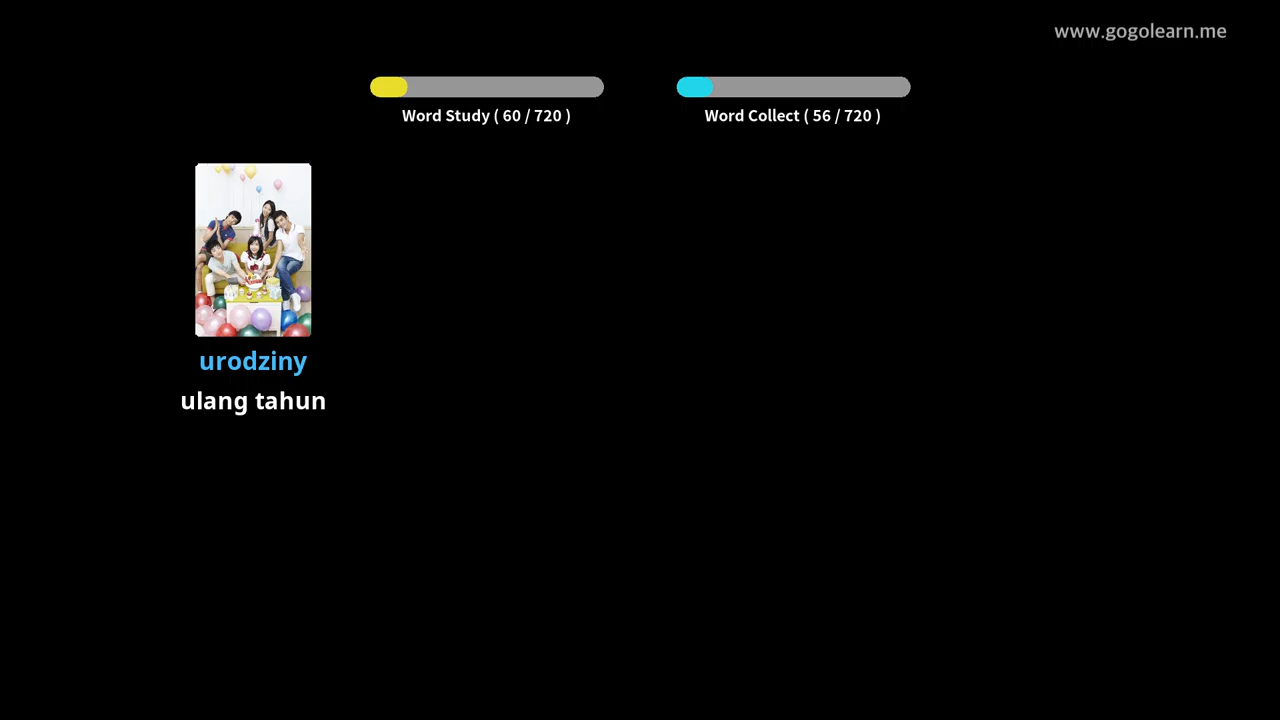 www.gogolearn.me
Word Study ( 60 / 720 )
Word Collect ( 56 / 720 )
urodziny
ulang tahun